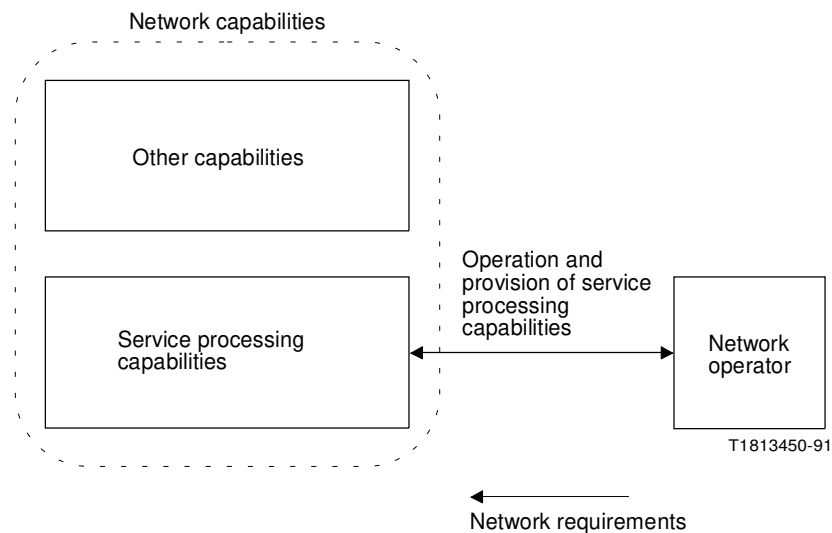 Network capabilities
Other capabilities
Operation and
provision of service
processing
capabilities
Service processing
capabilities
Network
operator
T1813450-91
Network requirements